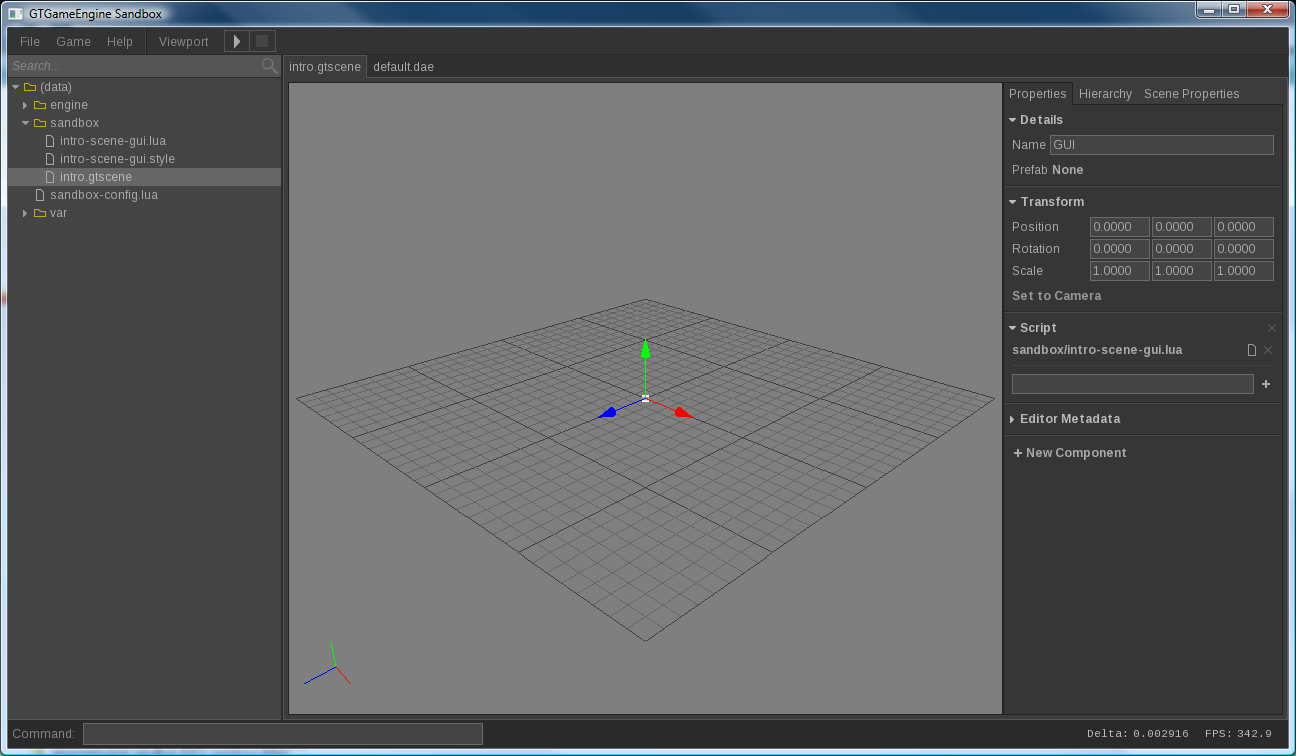 GTGameEngine Sandbox
File Game Help Viewport
Search...
(data)
engine
sandbox
intro-scene-gui.lua
intro-scene-gui.style
intro.gtscene
sandbox-config.lua
var
intro.gtscene default.dae
Properties Hierarchy Scene Properties
Details
Name GUI
Prefab None
Transform
Position 0.0000 0.0000 0.0000
Rotation 0.0000 0.0000 0.0000
Scale 1.0000 1.0000 1.0000
Set to Camera
Script
sandbox/intro-scene-gui.lua
Editor Metadata
+ New Component
Command:
Delta: 0.002916 FPS: 342.9